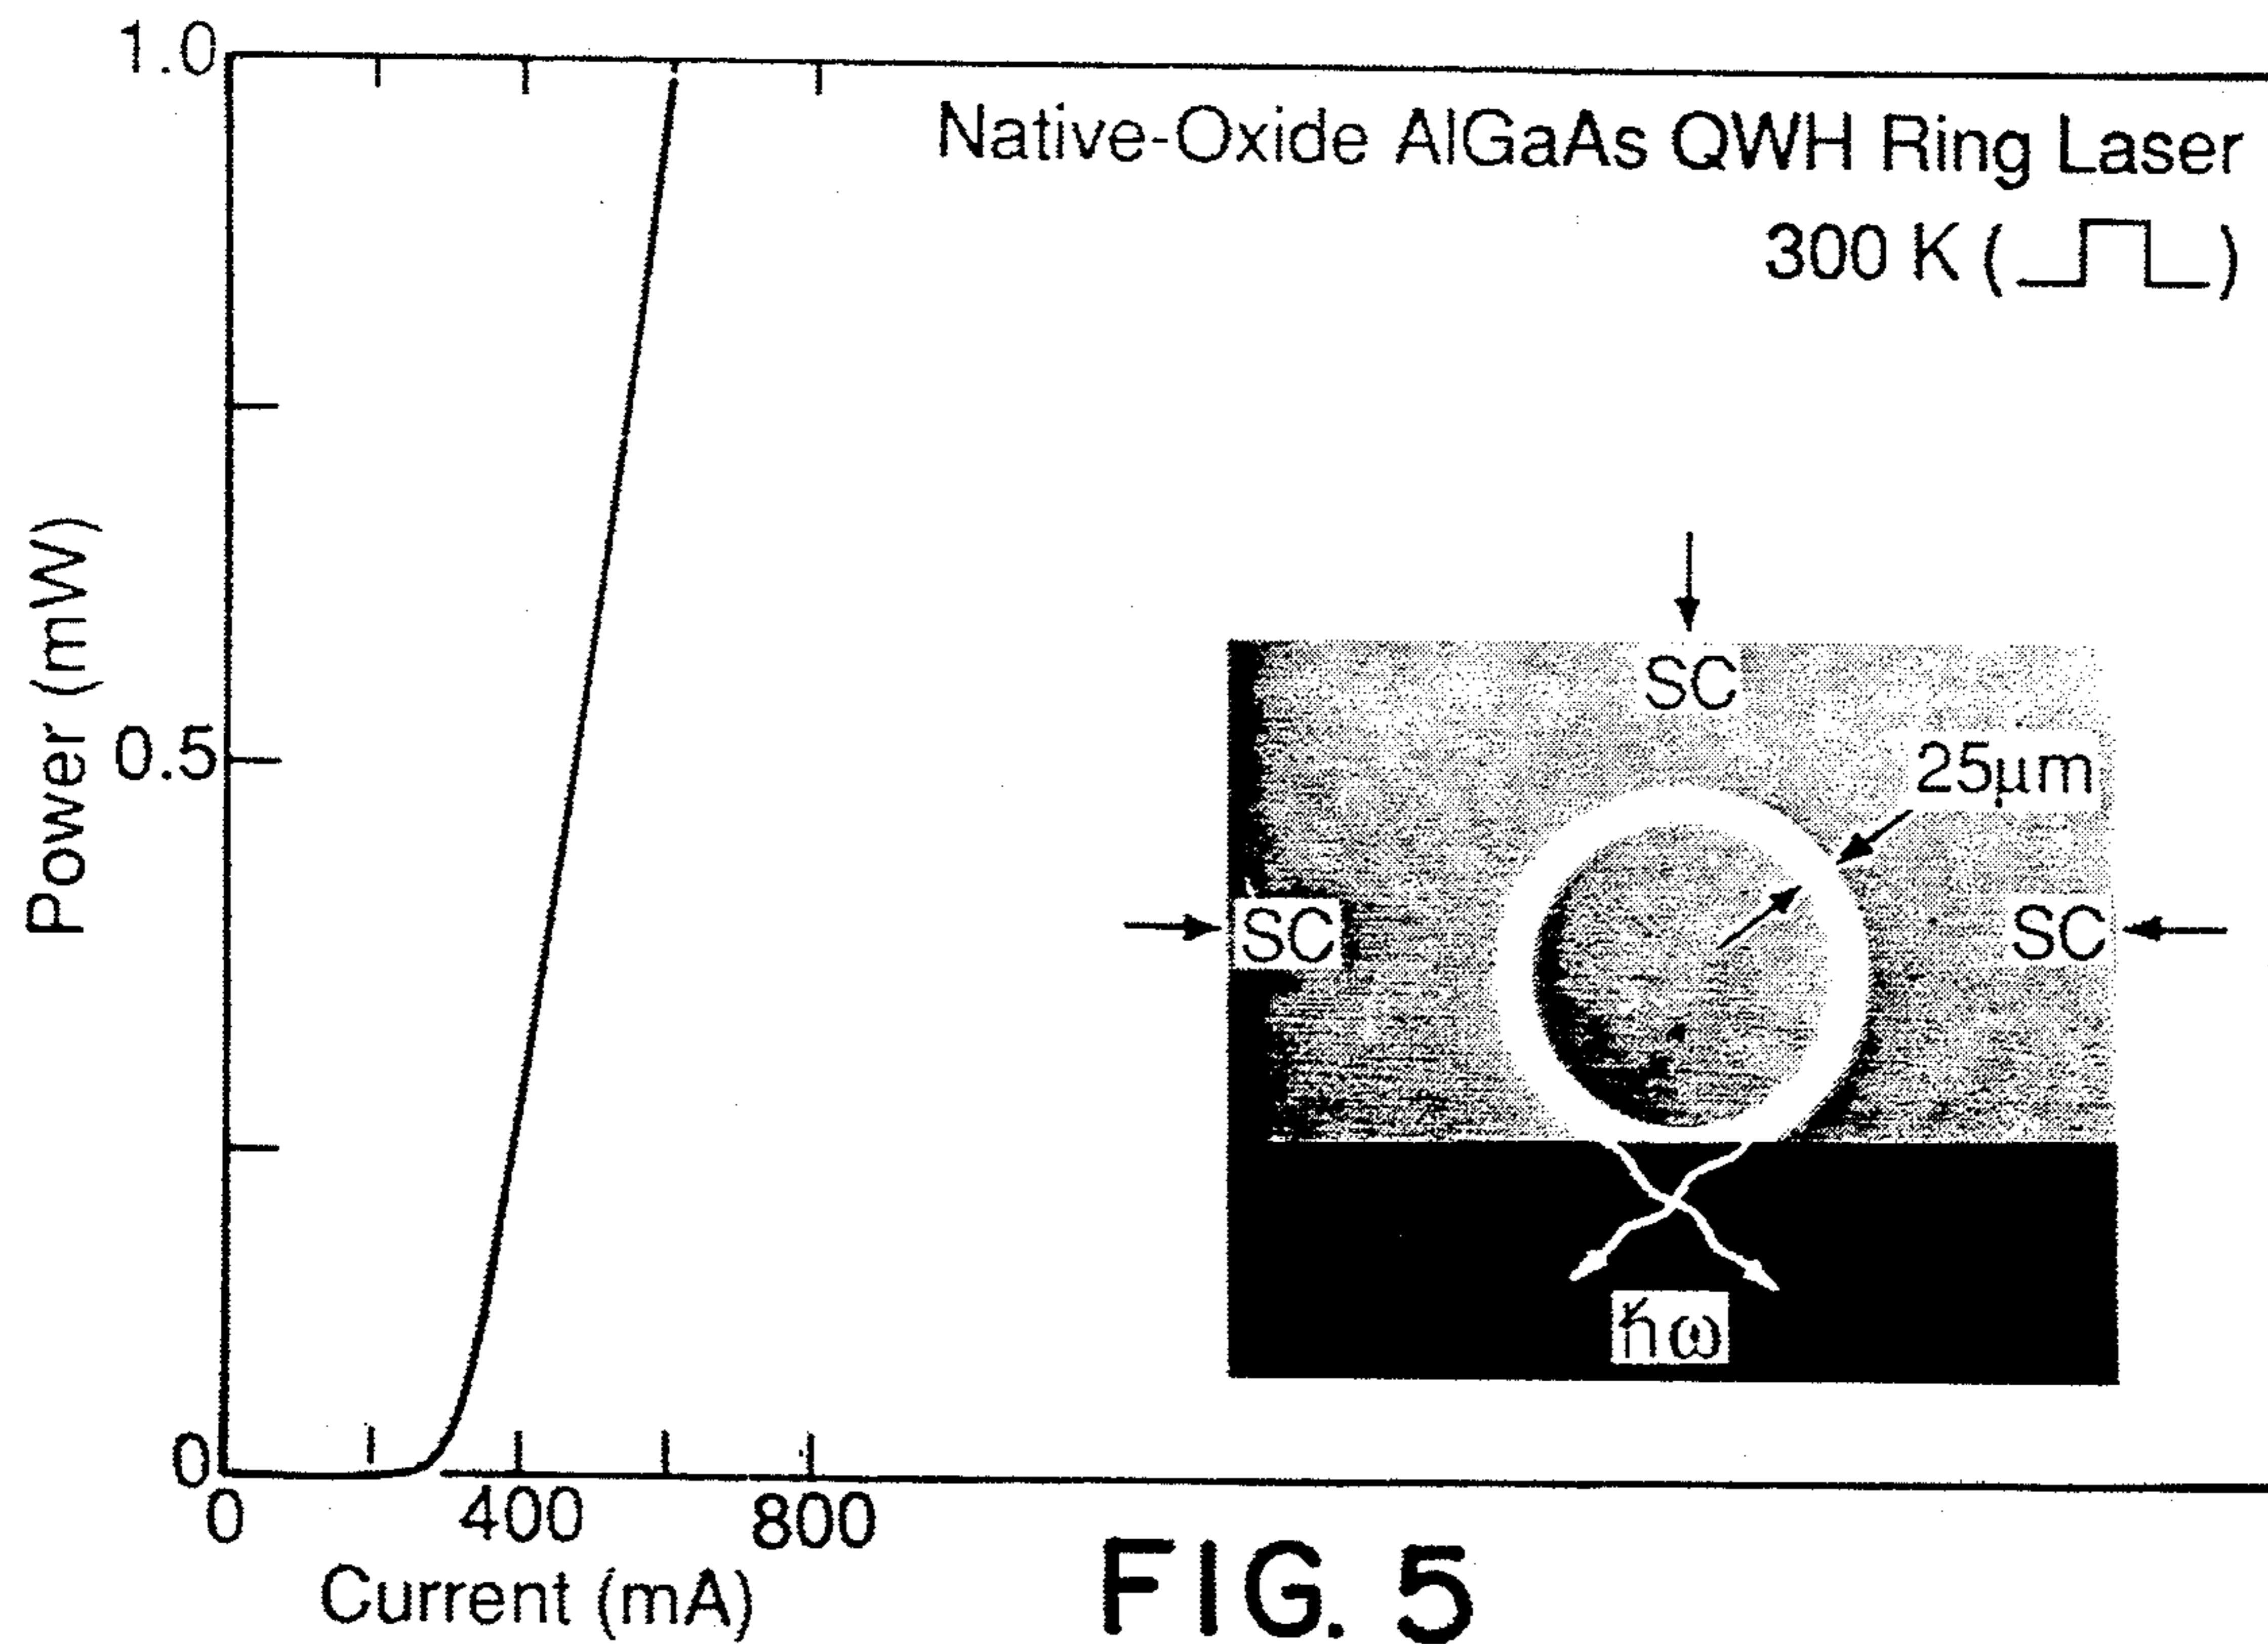 1.0
Native-Oxide AlGaAs QWH Ring Laser
300 K ( )
Power (mW)
0.5
SC
25μm
SC
SC
ℏω
0
0
400
800
Current (mA)
FIG. 5